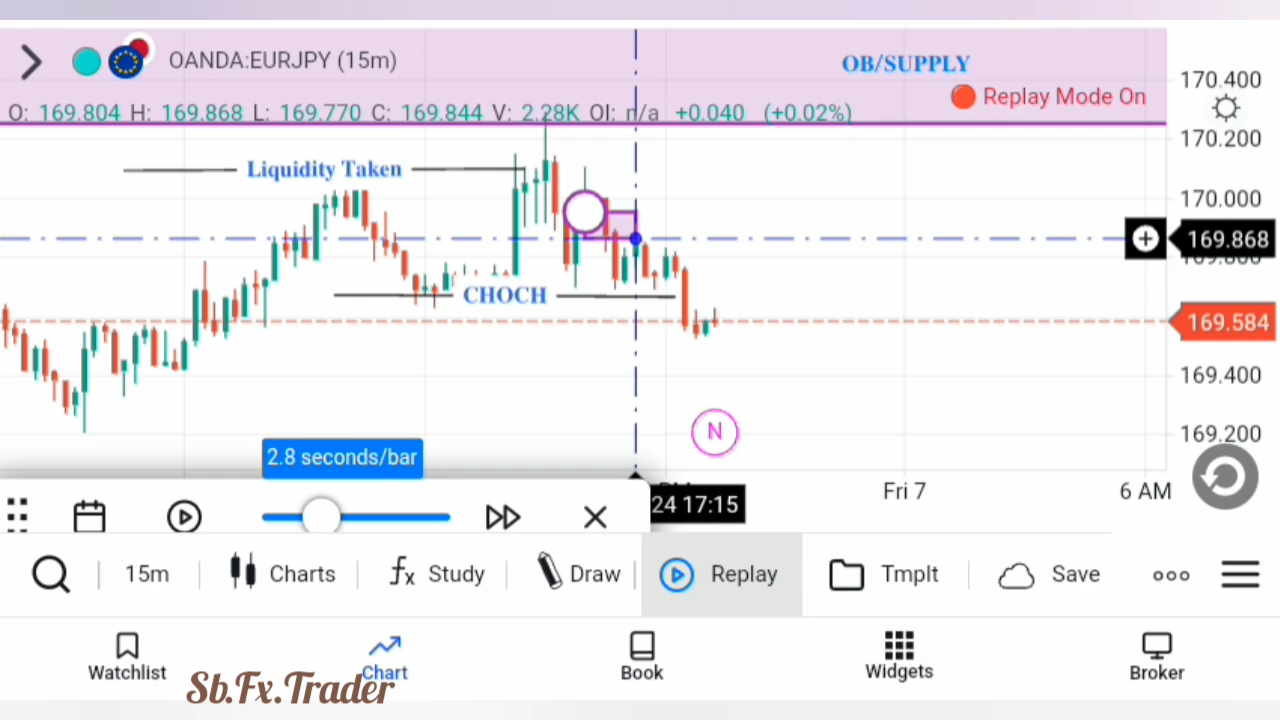 OANDA:EURJPY (15m)
OB/SUPPLY
170.400
Replay Mode On
O: 169.804 H: 169.868 L: 169.770 C: 169.844 V: 2.28K OI: n/a +0.040 (+0.02%)
170.200
Liquidity Taken
170.000
169.868
169.800
CHOCH
169.584
169.400
N
169.200
2.8 seconds/bar
24 17:15
Fri 7
6 AM
15m
Charts
fx Study
Draw
Replay
Tmplt
Save
Watchlist
Chart
Book
Widgets
Broker
Sb.Fx.Trader